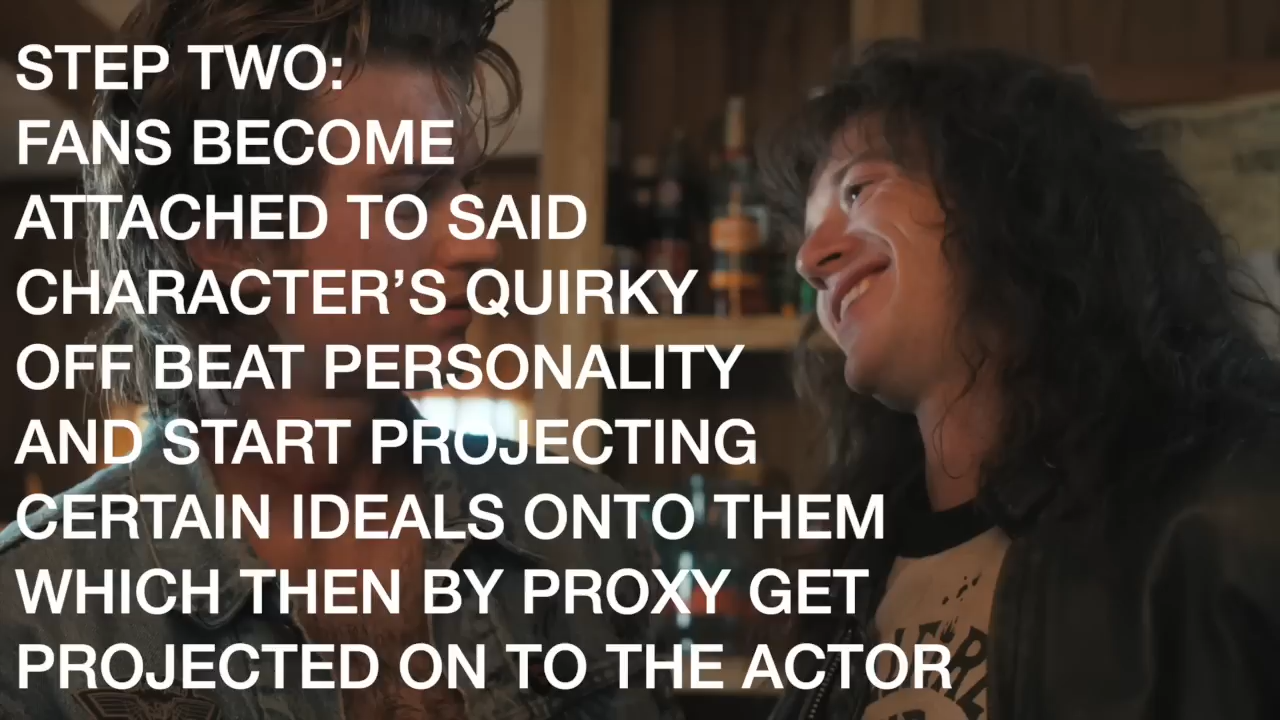 STEP TWO:
FANS BECOME
ATTACHED TO SAID
CHARACTER’S QUIRKY
OFF BEAT PERSONALITY
AND START PROJECTING
CERTAIN IDEALS ONTO THEM
WHICH THEN BY PROXY GET
PROJECTED ON TO THE ACTOR